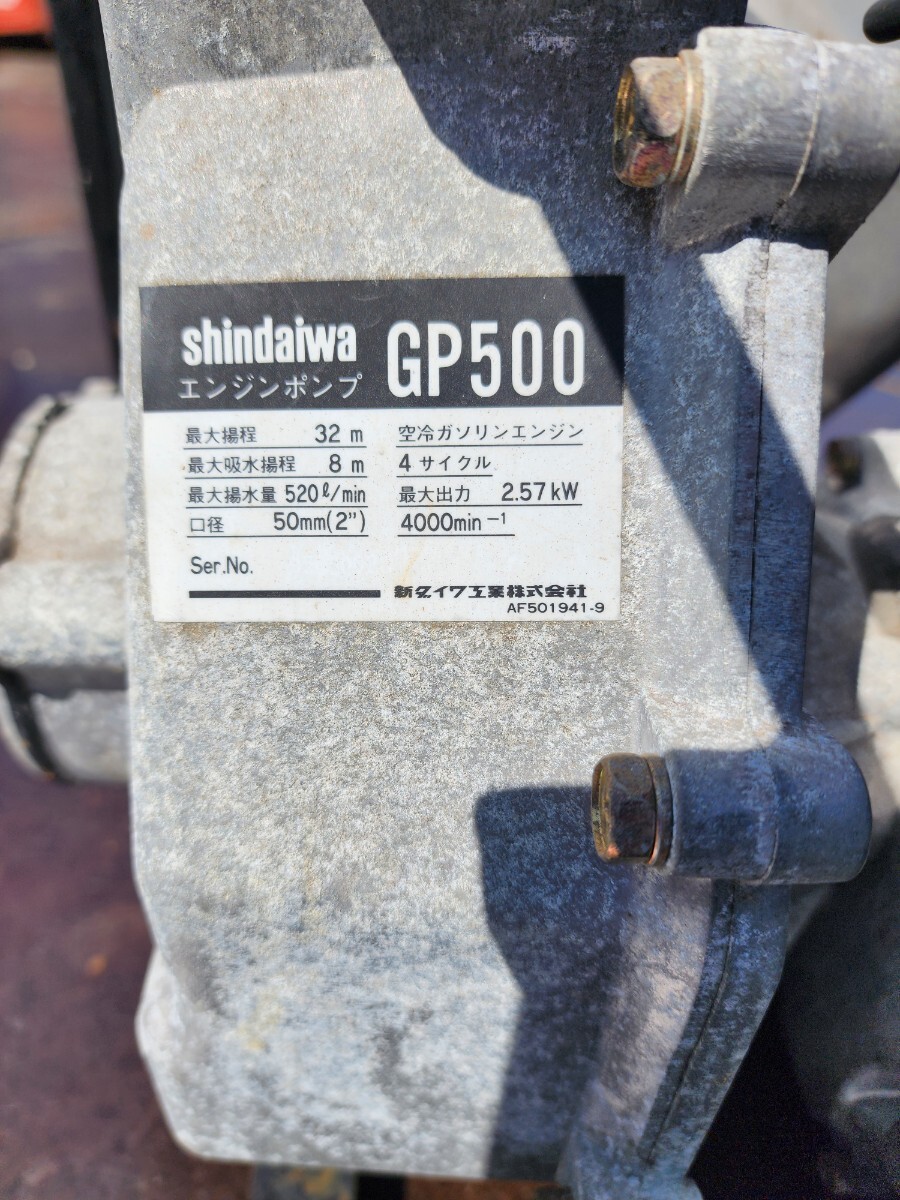 shindaiwa GP500
エンジンポンプ
最大揚程 32 m
最大吸水揚程 8 m
最大揚水量 520ℓ/min
口径 50mm(2")
Ser.No.
空冷ガソリンエンジン
4サイクル
最大出力 2.57kW
4000min⁻¹
新ダイワ工業株式会社
AF501941-9